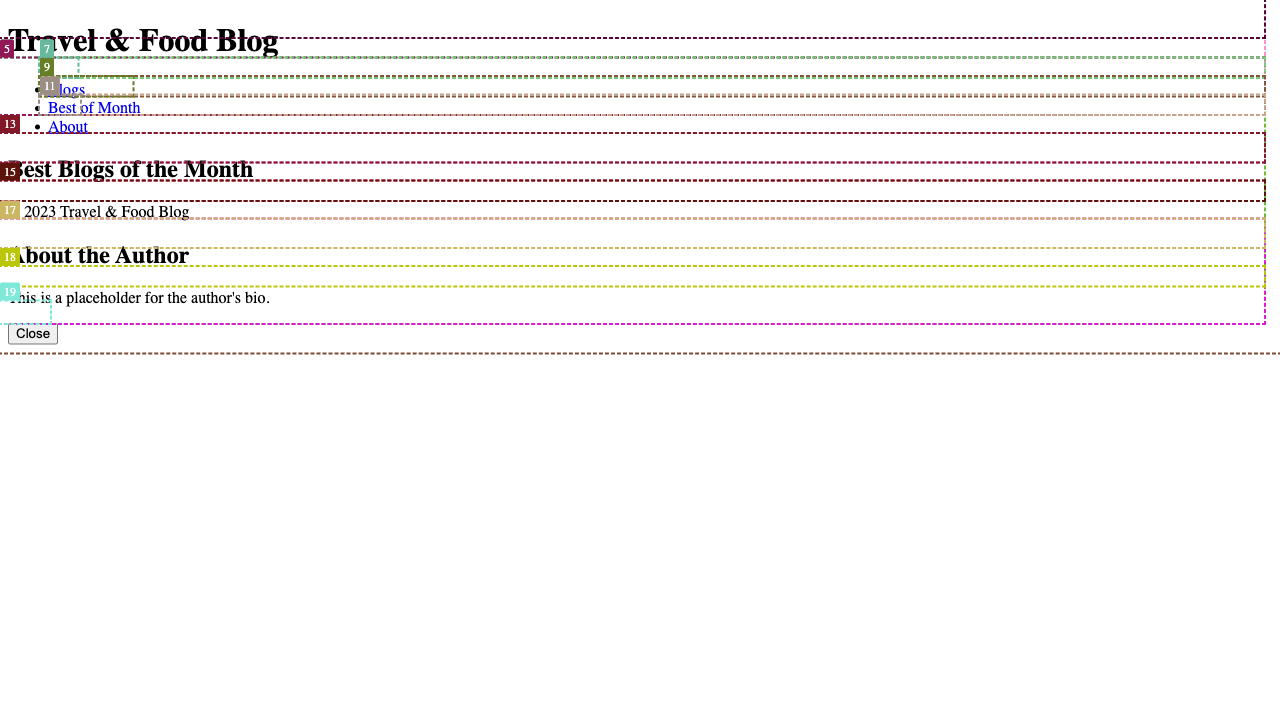 Travel & Food Blog
5
7
9
11
Blogs
Best of Month
13
About
15
Best Blogs of the Month
17
2023 Travel & Food Blog
18
About the Author
19
This is a placeholder for the author's bio.
Close